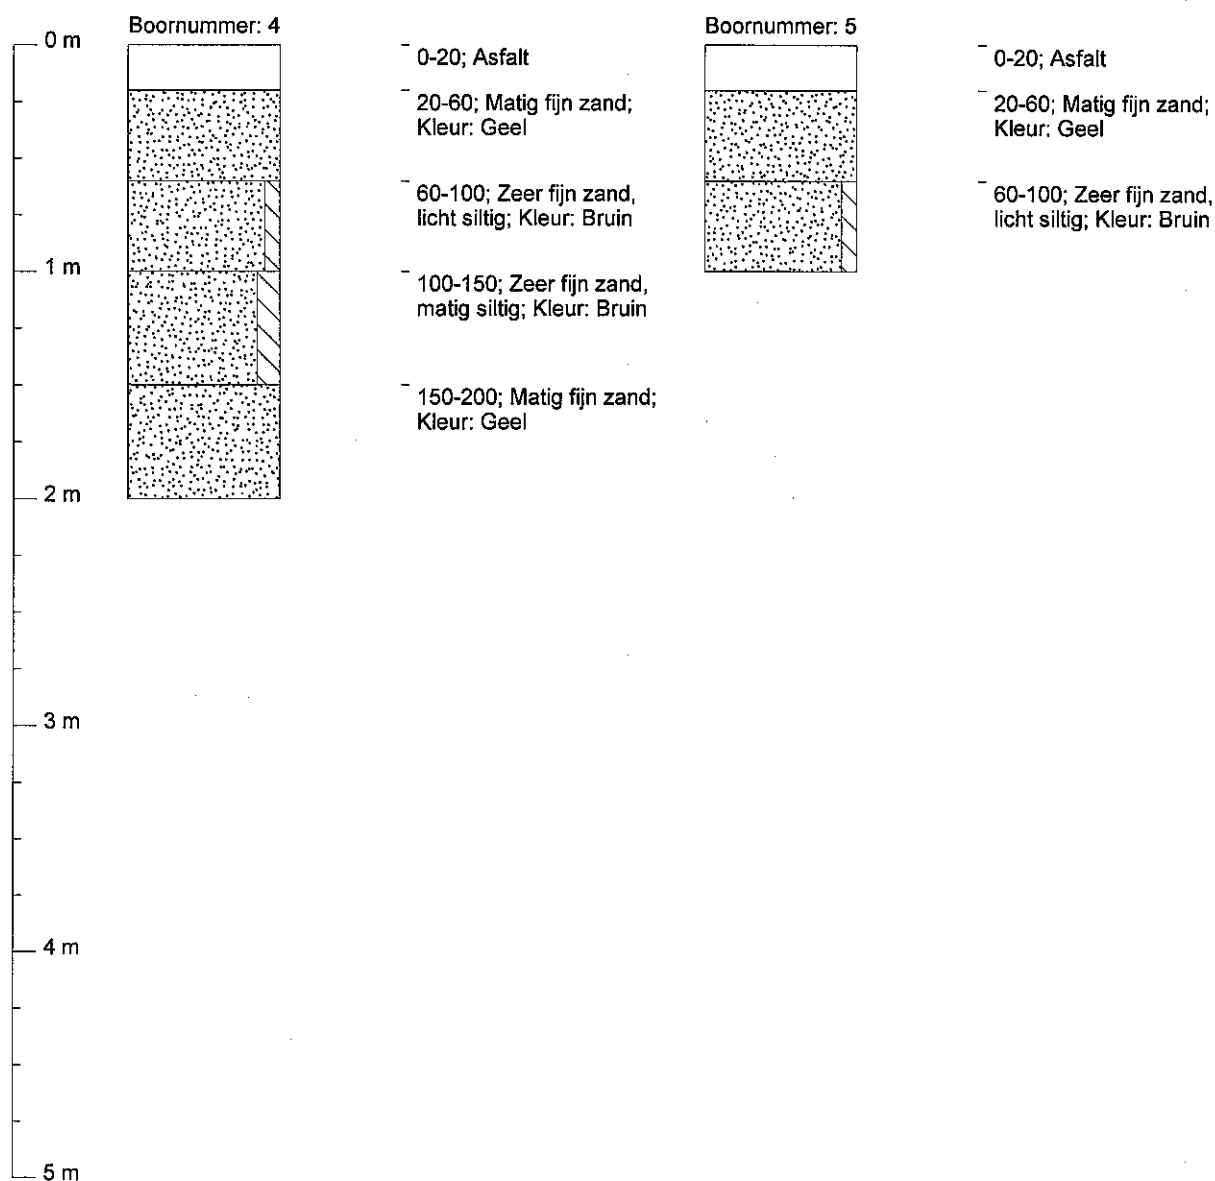 0 m
1 m
2 m
3 m
4 m
5 m
Boornummer: 4
0-20; Asfalt
20-60; Matig fijn zand;
Kleur: Geel
60-100; Zeer fijn zand,
licht siltig; Kleur: Bruin
100-150; Zeer fijn zand,
matig siltig; Kleur: Bruin
150-200; Matig fijn zand;
Kleur: Geel
Boornummer: 5
0-20; Asfalt
20-60; Matig fijn zand;
Kleur: Geel
60-100; Zeer fijn zand,
licht siltig; Kleur: Bruin